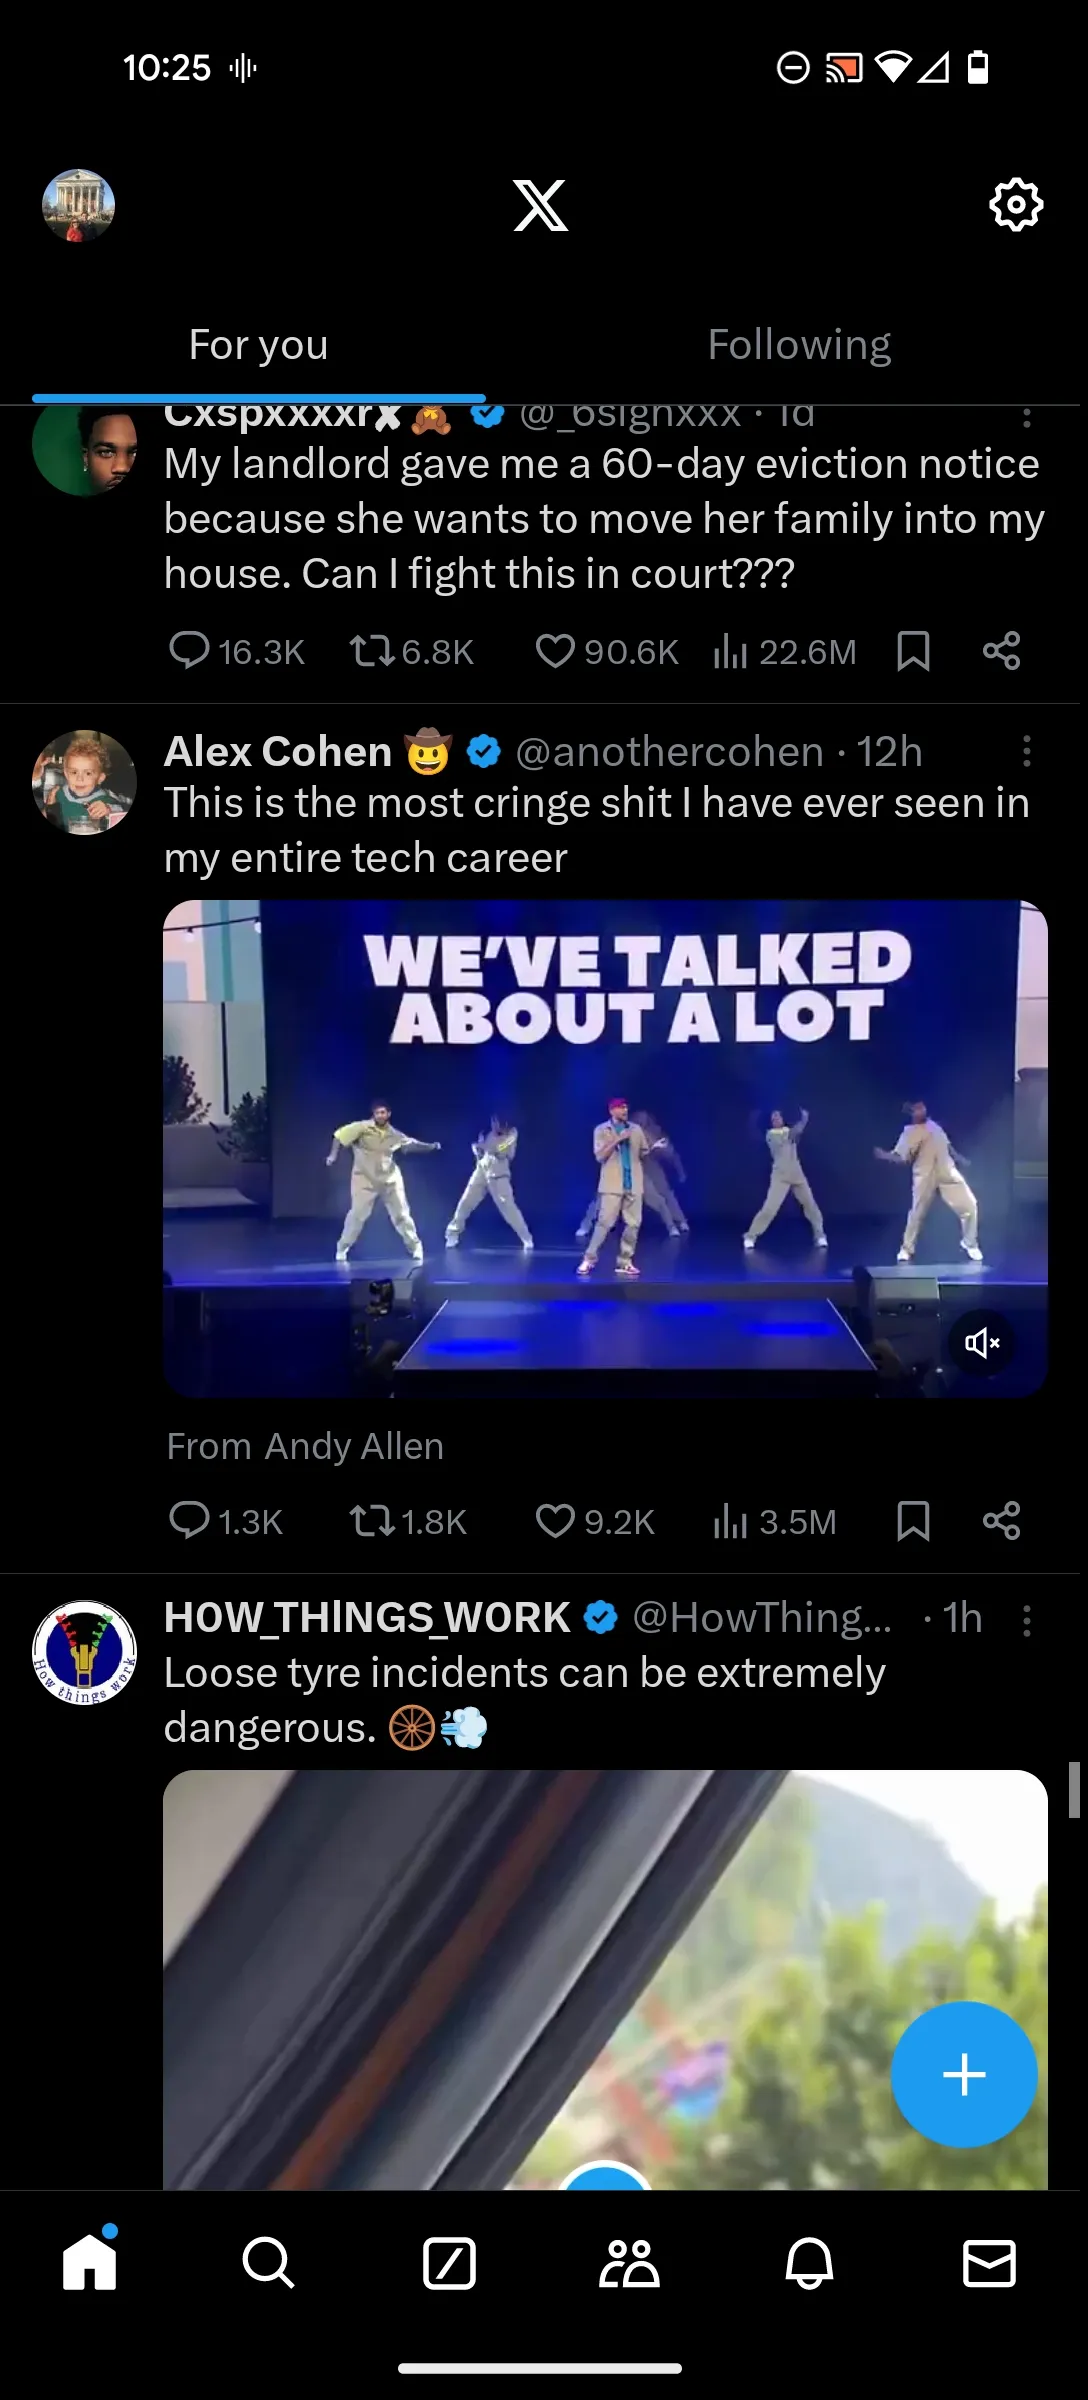 10:25
For you
Following
Cxspxxxxr @_6signxxx · 1d
My landlord gave me a 60-day eviction notice
because she wants to move her family into my
house. Can I fight this in court???
16.3K 6.8K 90.6K 22.6M
Alex Cohen 🤠 @anothercohen · 12h
This is the most cringe shit I have ever seen in
my entire tech career
WE'VE TALKED
ABOUT A LOT
From Andy Allen
1.3K 1.8K 9.2K 3.5M
HOW_THINGS_WORK @HowThing... · 1h
How things work
Loose tyre incidents can be extremely
dangerous.